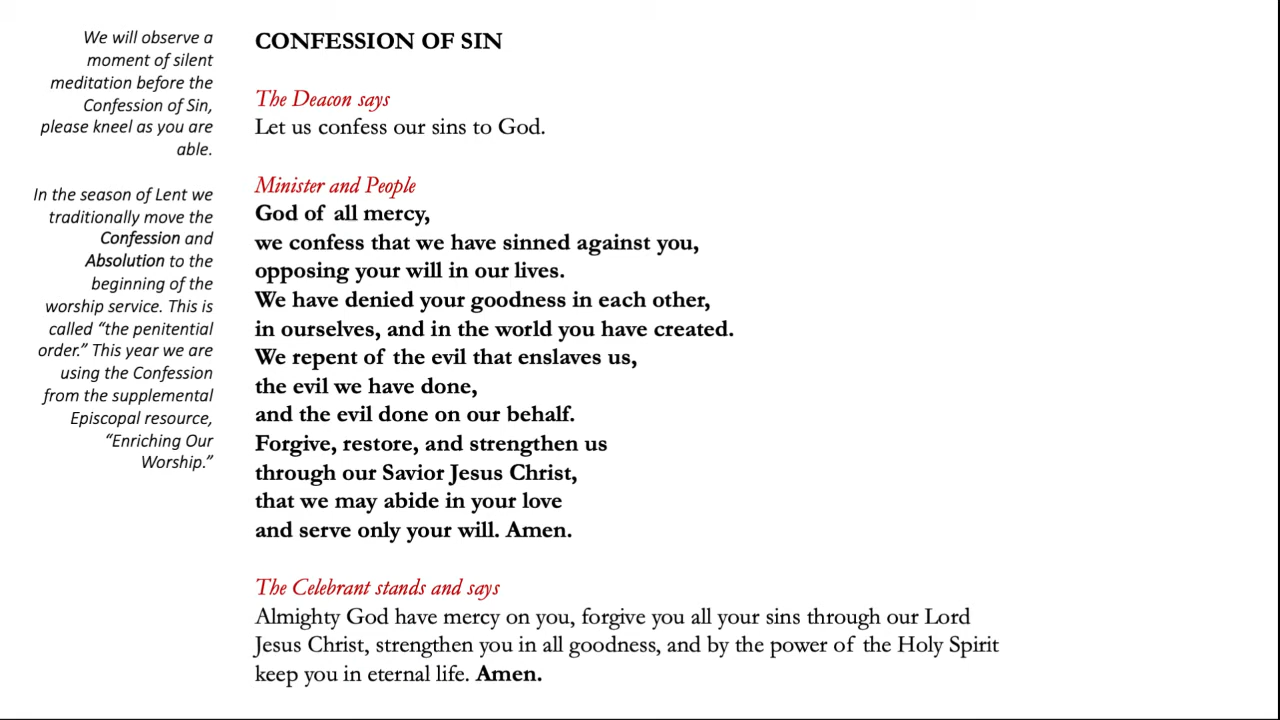 We will observe a
moment of silent
meditation before the
Confession of Sin,
please kneel as you are
able.
In the season of Lent we
traditionally move the
Confession and
Absolution to the
beginning of the
worship service. This is
called “the penitential
order.” This year we are
using the Confession
from the supplemental
Episcopal resource,
“Enriching Our
Worship.”
CONFESSION OF SIN
The Deacon says
Let us confess our sins to God.
Minister and People
God of all mercy,
we confess that we have sinned against you,
opposing your will in our lives.
We have denied your goodness in each other,
in ourselves, and in the world you have created.
We repent of the evil that enslaves us,
the evil we have done,
and the evil done on our behalf.
Forgive, restore, and strengthen us
through our Savior Jesus Christ,
that we may abide in your love
and serve only your will. Amen.
The Celebrant stands and says
Almighty God have mercy on you, forgive you all your sins through our Lord
Jesus Christ, strengthen you in all goodness, and by the power of the Holy Spirit
keep you in eternal life. Amen.